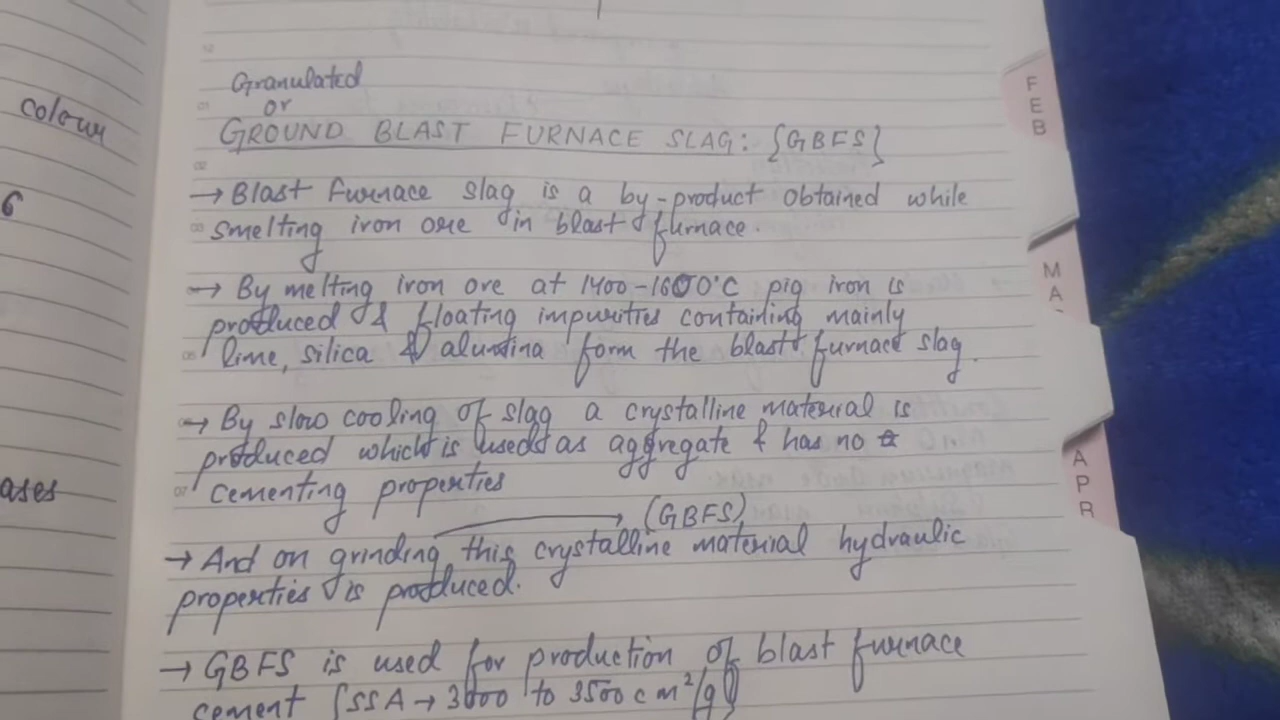 colour
6
ases
Granulated
or
GROUND BLAST FURNACE SLAG: {GBFS}
→ Blast Furnace slag is a by-product obtained while
smelting iron ore in blast furnace.
→ By melting iron ore at 1400-1600°C pig iron is
produced & floating impurities containing mainly
lime, silica & alumina form the blast furnace slag.
→ By slow cooling of slag a crystalline material is
produced which is used as aggregate & has no
cementing properties
→ (GBFS)
→ And on grinding this crystalline material hydraulic
properties is produced.
→ GBFS is used for production of blast furnace
cement [SSA → 3000 to 3500 cm²/g]
FEB
MA
APR
01
02
03
07